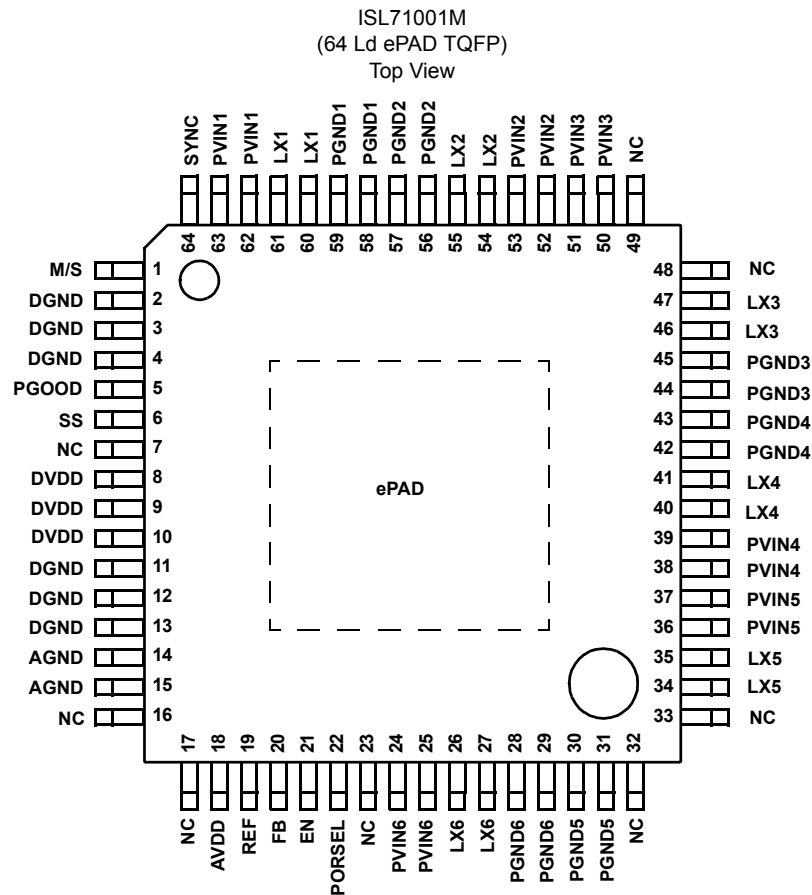 ISL71001M
(64 Ld ePAD TQFP)
Top View
SYNC
PVIN1
PVIN1
LX1
LX1
PGND1
PGND1
PGND2
PGND2
LX2
LX2
PVIN2
PVIN2
PVIN3
PVIN3
NC
64
63
62
61
60
59
58
57
56
55
54
53
52
51
50
49
M/S 1
DGND 2
DGND 3
DGND 4
PGOOD 5
SS 6
NC 7
DVDD 8
DVDD 9
DVDD 10
DGND 11
DGND 12
DGND 13
AGND 14
AGND 15
NC 16
ePAD
48 NC
47 LX3
46 LX3
45 PGND3
44 PGND3
43 PGND4
42 PGND4
41 LX4
40 LX4
39 PVIN4
38 PVIN4
37 PVIN5
36 PVIN5
35 LX5
34 LX5
33 NC
17
18
19
20
21
22
23
24
25
26
27
28
29
30
31
32
NC
AVDD
REF
FB
EN
PORSEL
NC
PVIN6
PVIN6
LX6
LX6
PGND6
PGND6
PGND5
PGND5
NC